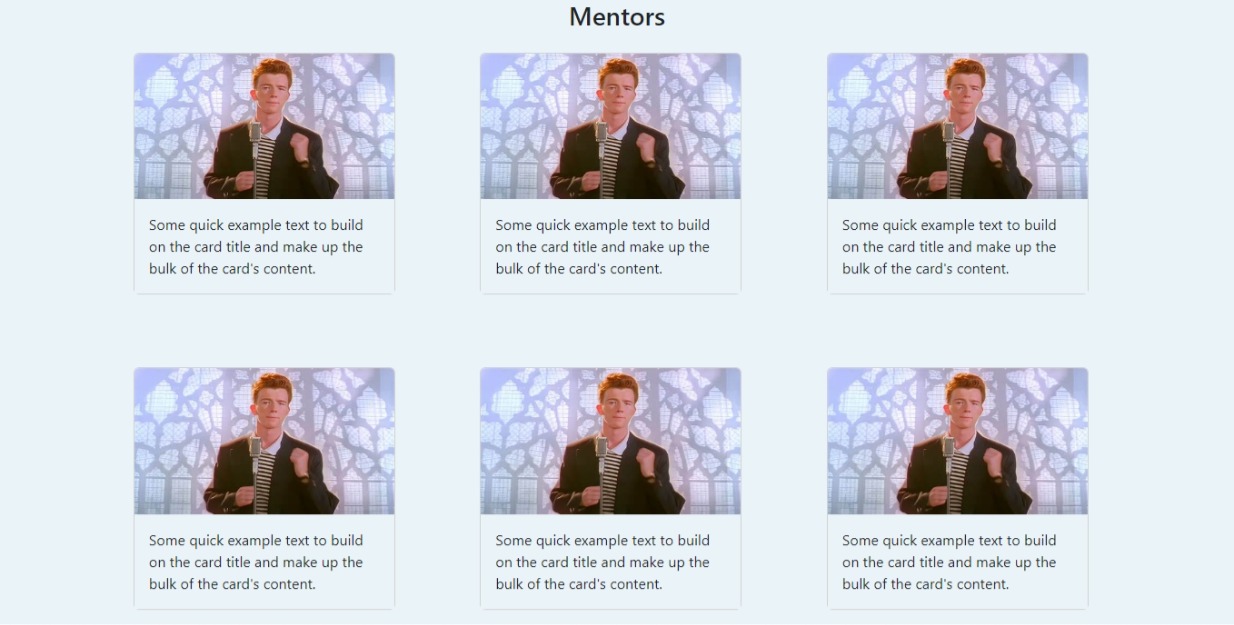 Mentors
Some quick example text to build
on the card title and make up the
bulk of the card's content.
Some quick example text to build
on the card title and make up the
bulk of the card's content.
Some quick example text to build
on the card title and make up the
bulk of the card's content.
Some quick example text to build
on the card title and make up the
bulk of the card's content.
Some quick example text to build
on the card title and make up the
bulk of the card's content.
Some quick example text to build
on the card title and make up the
bulk of the card's content.